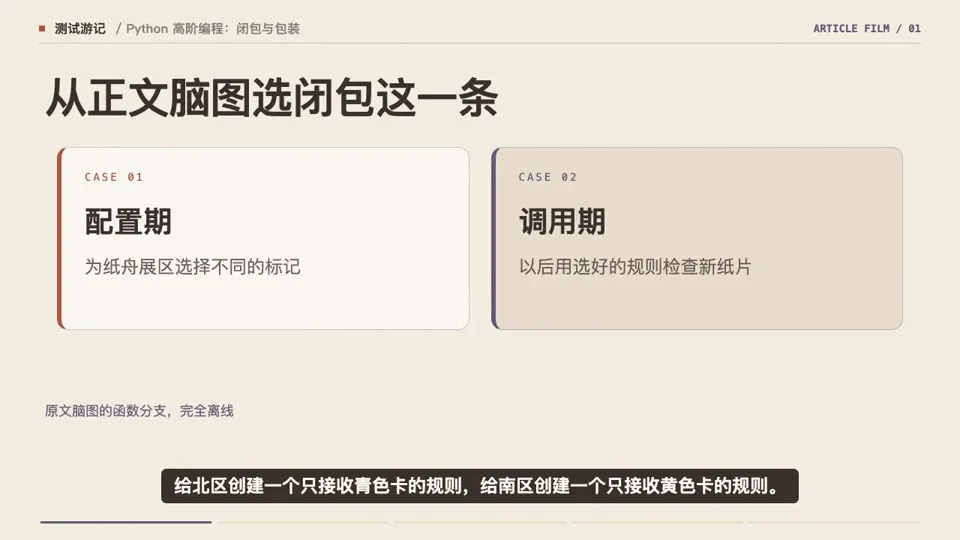 测试游记 / Python 高阶编程：闭包与包装
ARTICLE FILM / 01
从正文脑图选闭包这一条
CASE 01
配置期
为纸舟展区选择不同的标记
CASE 02
调用期
以后用选好的规则检查新纸片
原文脑图的函数分支，完全离线
给北区创建一个只接收青色卡的规则，给南区创建一个只接收黄色卡的规则。